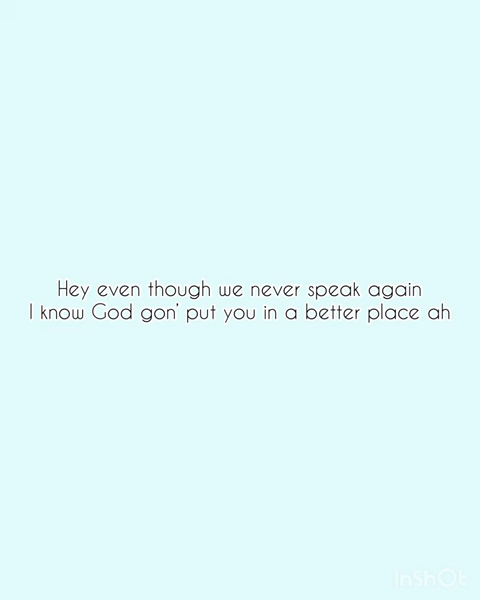 Hey even though we never speak again
I know God gon' put you in a better place ah
InShOt